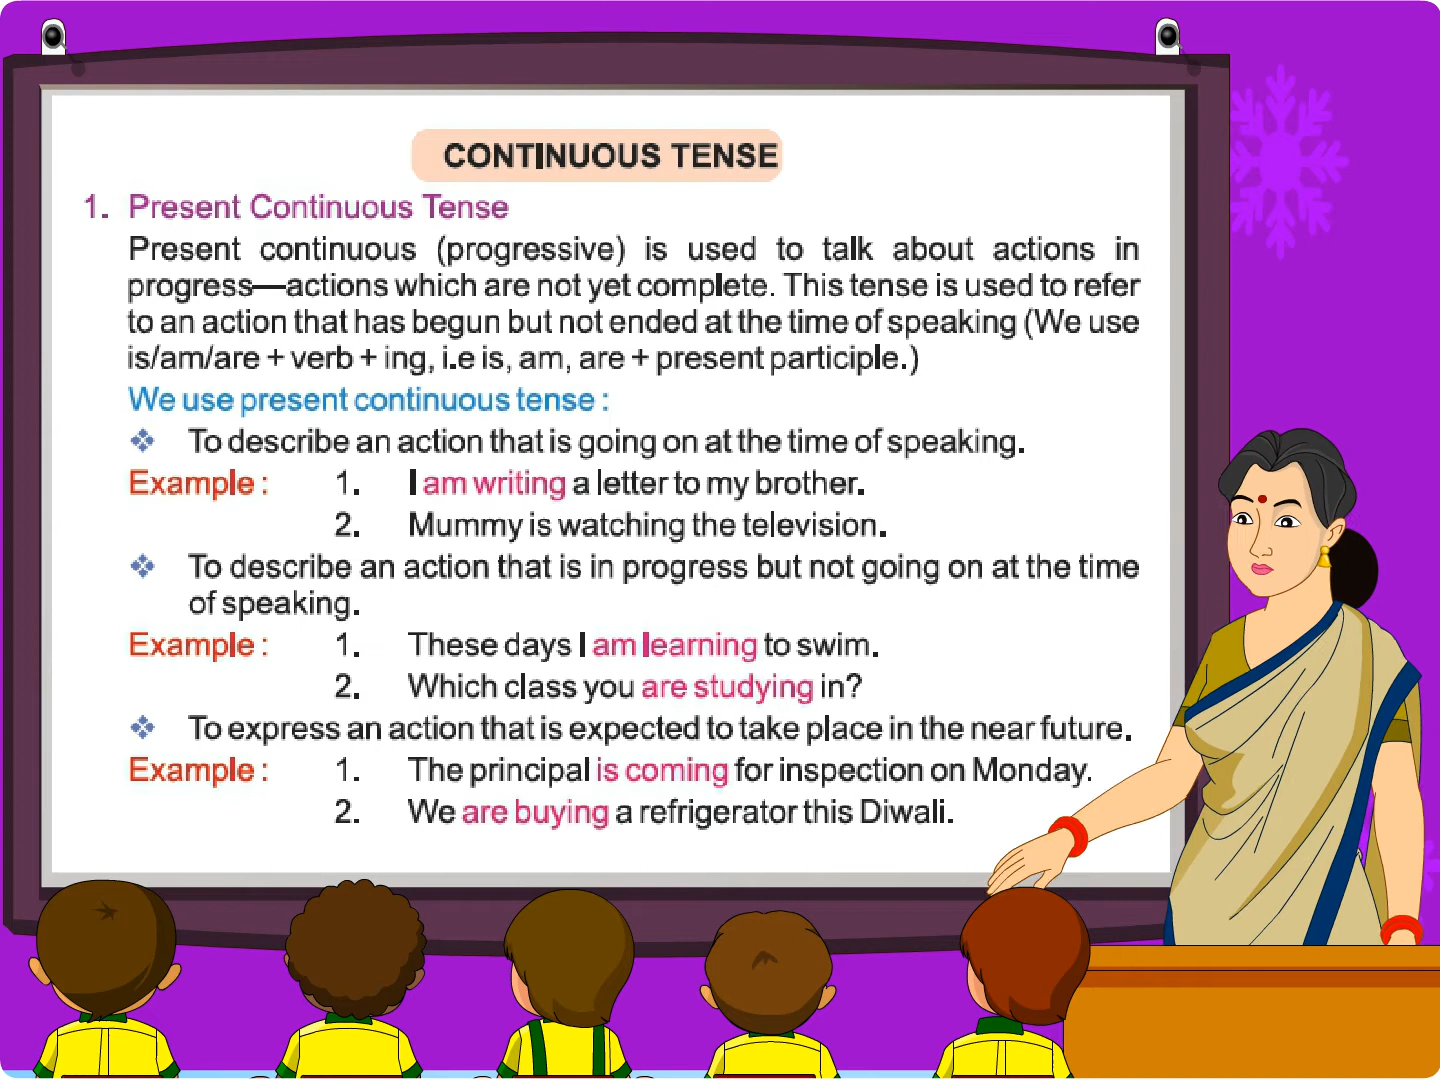 CONTINUOUS TENSE
1. Present Continuous Tense
Present continuous (progressive) is used to talk about actions in
progress—actions which are not yet complete. This tense is used to refer
to an action that has begun but not ended at the time of speaking (We use
is/am/are + verb + ing, i.e is, am, are + present participle.)
We use present continuous tense :
❖ To describe an action that is going on at the time of speaking.
Example : 1. I am writing a letter to my brother.
2. Mummy is watching the television.
❖ To describe an action that is in progress but not going on at the time
of speaking.
Example : 1. These days I am learning to swim.
2. Which class you are studying in?
❖ To express an action that is expected to take place in the near future.
Example : 1. The principal is coming for inspection on Monday.
2. We are buying a refrigerator this Diwali.